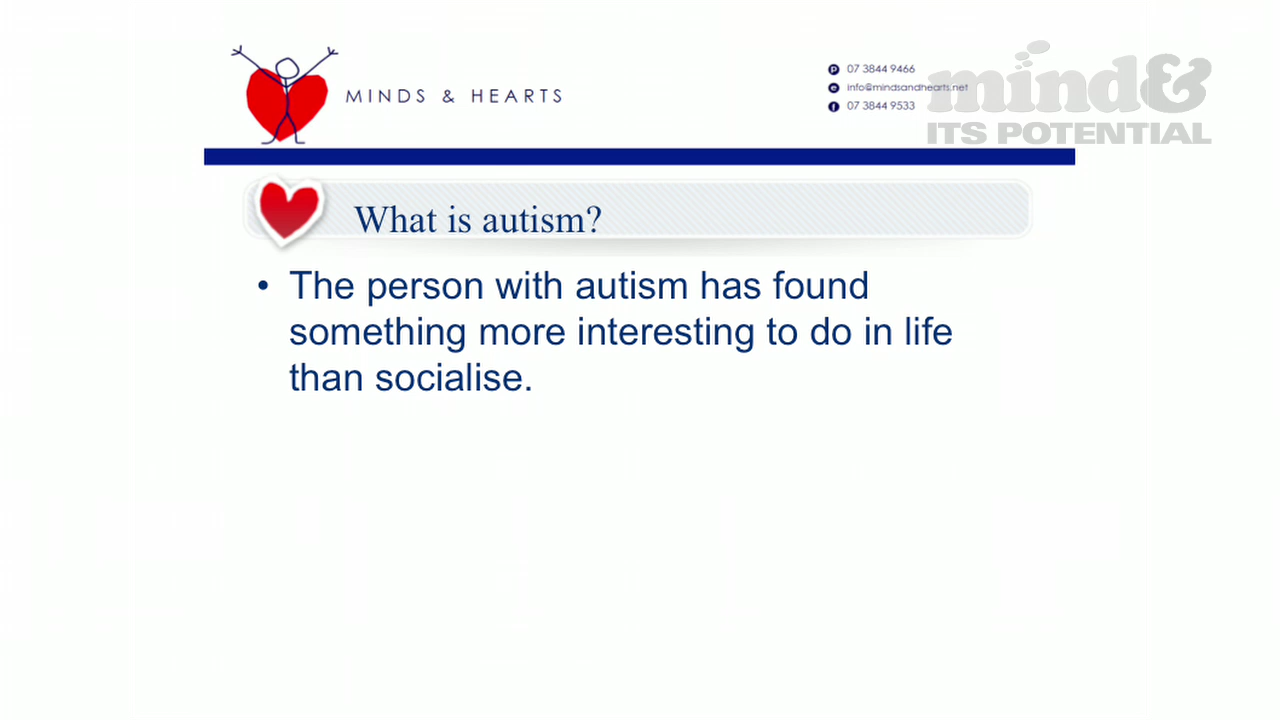 MINDS & HEARTS
07 3844 9466
info@mindsandhearts.net
07 3844 9533
mind&
ITS POTENTIAL
What is autism?
• The person with autism has found
something more interesting to do in life
than socialise.